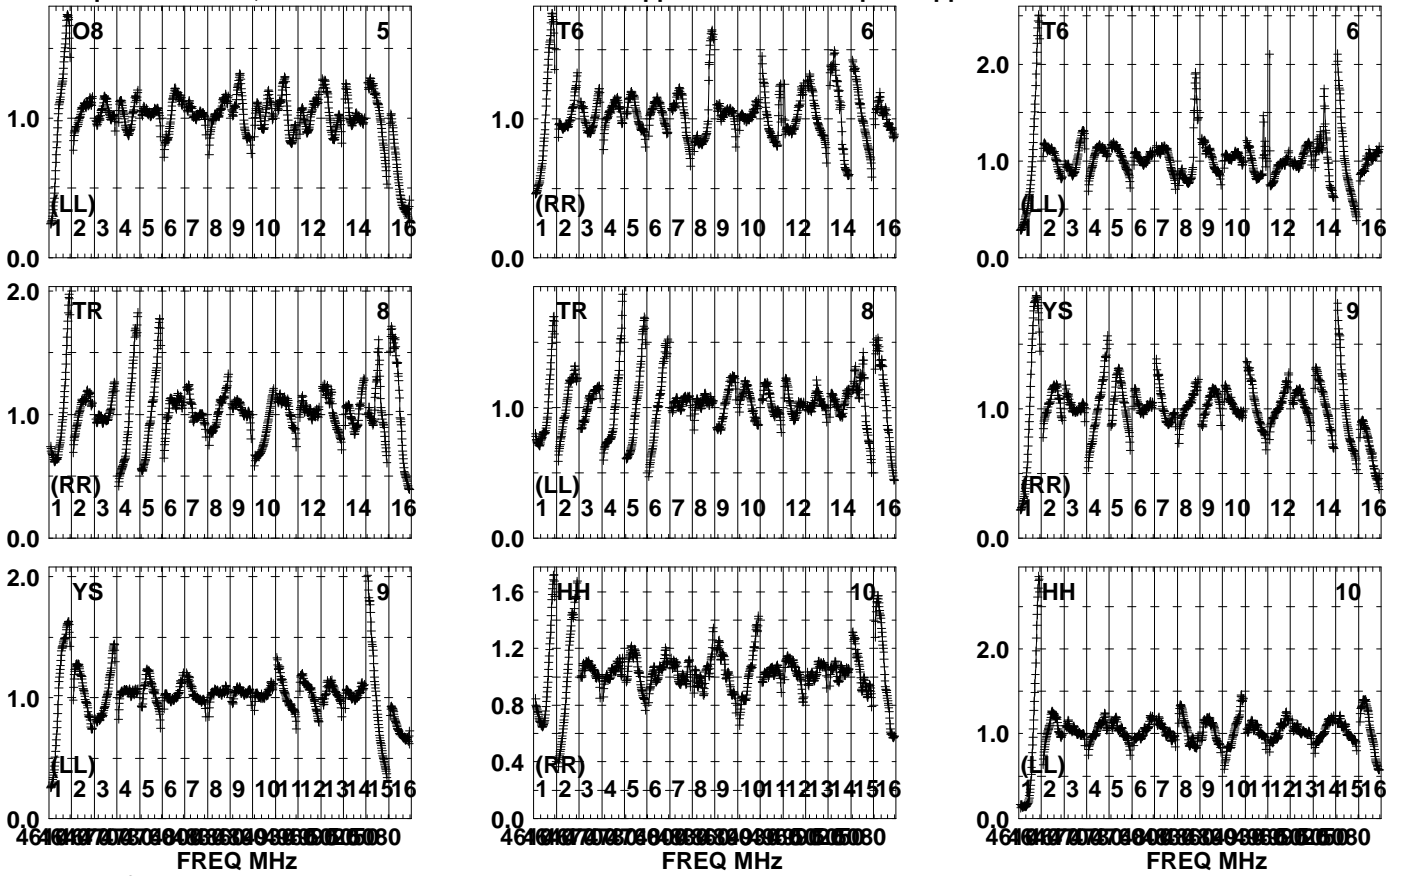 O8 5
1.0
(LL)
1 2 3 4 5 6 7 8 9 10 12 14 16
0.0
T6 6
1.0
(RR)
1 2 3 4 5 6 7 8 9 10 12 14 16
0.0
T6 6
2.0
1.0
(LL)
1 2 3 4 5 6 7 8 9 10 12 14 16
0.0
2.0
TR 8
1.0
(RR)
1 2 3 4 5 6 7 8 9 10 12 14 16
0.0
TR 8
1.0
(LL)
1 2 3 4 5 6 7 8 9 10 12 14 16
0.0
YS 9
1.0
(RR)
1 2 3 4 5 6 7 8 9 10 12 14 16
0.0
2.0
YS 9
1.0
(LL)
1 2 3 4 5 6 7 8 9 10 11 12 13 14 15 16
0.0
FREQ MHz
1.6
HH 10
1.2
0.8
0.4
(RR)
1 2 3 4 5 6 7 8 9 10 11 12 13 14 15 16
0.0
FREQ MHz
HH 10
2.0
1.0
(LL)
1 2 3 4 5 6 7 8 9 10 11 12 13 14 15 16
0.0
FREQ MHz